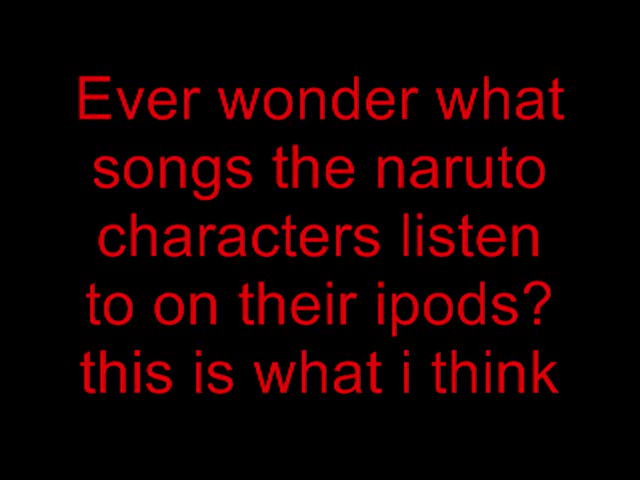 Ever wonder what
songs the naruto
characters listen
to on their ipods?
this is what i think